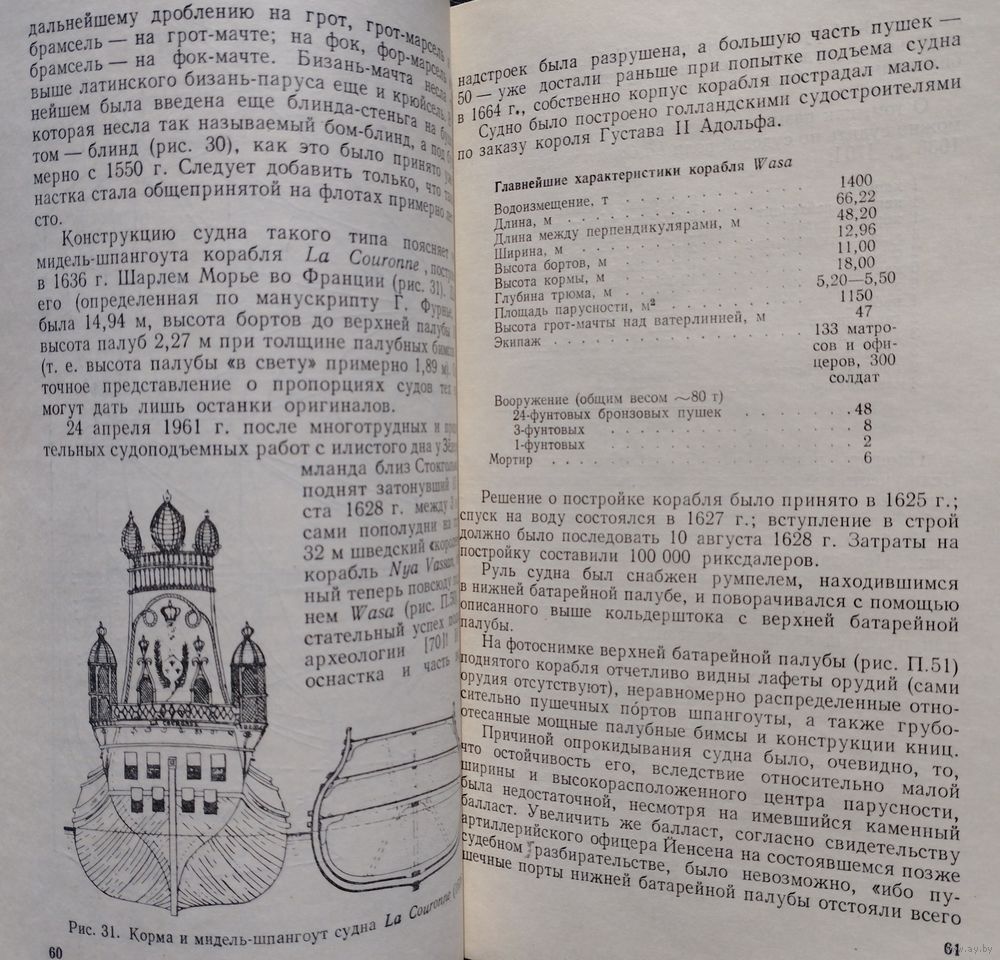 дальнейшему дроблению на грот, грот-марсель
брамсель — на грот-мачте; на фок, фор-марсель
брамсель — на фок-мачте. Бизань-мачта несла
выше латинского бизань-паруса еще и крюйсель.
нейшем была введена еще блинда-стеньга на
которая несла так называемый бом-блинд, а под
том — блинд (рис. 30), как это было принято
мерно с 1550 г. Следует добавить только, что
настка стала общепринятой на флотах примерно
сто.
Конструкцию судна такого типа поясняет
мидель-шпангоута корабля La Couronne,
в 1636 г. Шарлем Морье во Франции (рис. 31).
его (определенная по манускрипту Г.
была 14,94 м, высота бортов до верхней палубы
высота палуб 2,27 м при толщине палубных
(т. е. высота палубы «в свету» примерно 1,89 м).
точное представление о пропорциях судов тех
могут дать лишь останки оригиналов.
24 апреля 1961 г. после многотрудных и
тельных судоподъемных работ с илистого дна у
мланда близ
поднят затонувший
ста 1628 г. между
сами пополудни на
32 м шведский
корабль Nya
ный теперь повсюду
нем Wasa (рис.
стательный успех
археологии [70]!
оснастка и часть
LA COURONNE
Рис. 31. Корма и мидель-шпангоут судна La Couronne
60
надстроек была разрушена, а большую часть пушек —
50 — уже достали раньше при попытке подъема судна
в 1664 г., собственно корпус корабля пострадал мало.
Судно было построено голландскими судостроителями
по заказу короля Густава II Адольфа.
Главнейшие характеристики корабля Wasa
Водоизмещение, т . . . . . . . . 1400
Длина, м . . . . . . . . 66,22
Длина между перпендикулярами, м . . . . 48,20
Ширина, м . . . . . . . . 12,96
Высота бортов, м . . . . . . . . 11,00
Высота кормы, м . . . . . . . . 18,00
Глубина трюма, м . . . . . . . . 5,20—5,50
Площадь парусности, м² . . . . . . . . 1150
Высота грот-мачты над ватерлинией, м . . 47
Экипаж . . . . . . . . 133 матро-
сов и офи-
церов, 300
солдат
Вооружение (общим весом ~80 т)
24-фунтовых бронзовых пушек . . . . . . 48
3-фунтовых . . . . . . . . 8
1-фунтовых . . . . . . . . 2
Мортир . . . . . . . . 6
Решение о постройке корабля было принято в 1625 г.;
спуск на воду состоялся в 1627 г.; вступление в строй
должно было последовать 10 августа 1628 г. Затраты на
постройку составили 100 000 риксдалеров.
Руль судна был снабжен румпелем, находившимся
в нижней батарейной палубе, и поворачивался с помощью
описанного выше кольдерштока с верхней батарейной
палубы.
На фотоснимке верхней батарейной палубы (рис. П.51)
поднятого корабля отчетливо видны лафеты орудий (сами
орудия отсутствуют), неравномерно распределенные отно-
сительно пушечных портов шпангоуты, а также грубо-
отесанные мощные палубные бимсы и конструкции книц.
Причиной опрокидывания судна было, очевидно, то,
что остойчивость его, вследствие относительно малой
ширины и высокорасположенного центра парусности,
была недостаточной, несмотря на имевшийся каменный
балласт. Увеличить же балласт, согласно свидетельству
артиллерийского офицера Йенсена на состоявшемся позже
судебном разбирательстве, было невозможно, «ибо пу-
шечные порты нижней батарейной палубы отстояли всего
61
www.ay.by